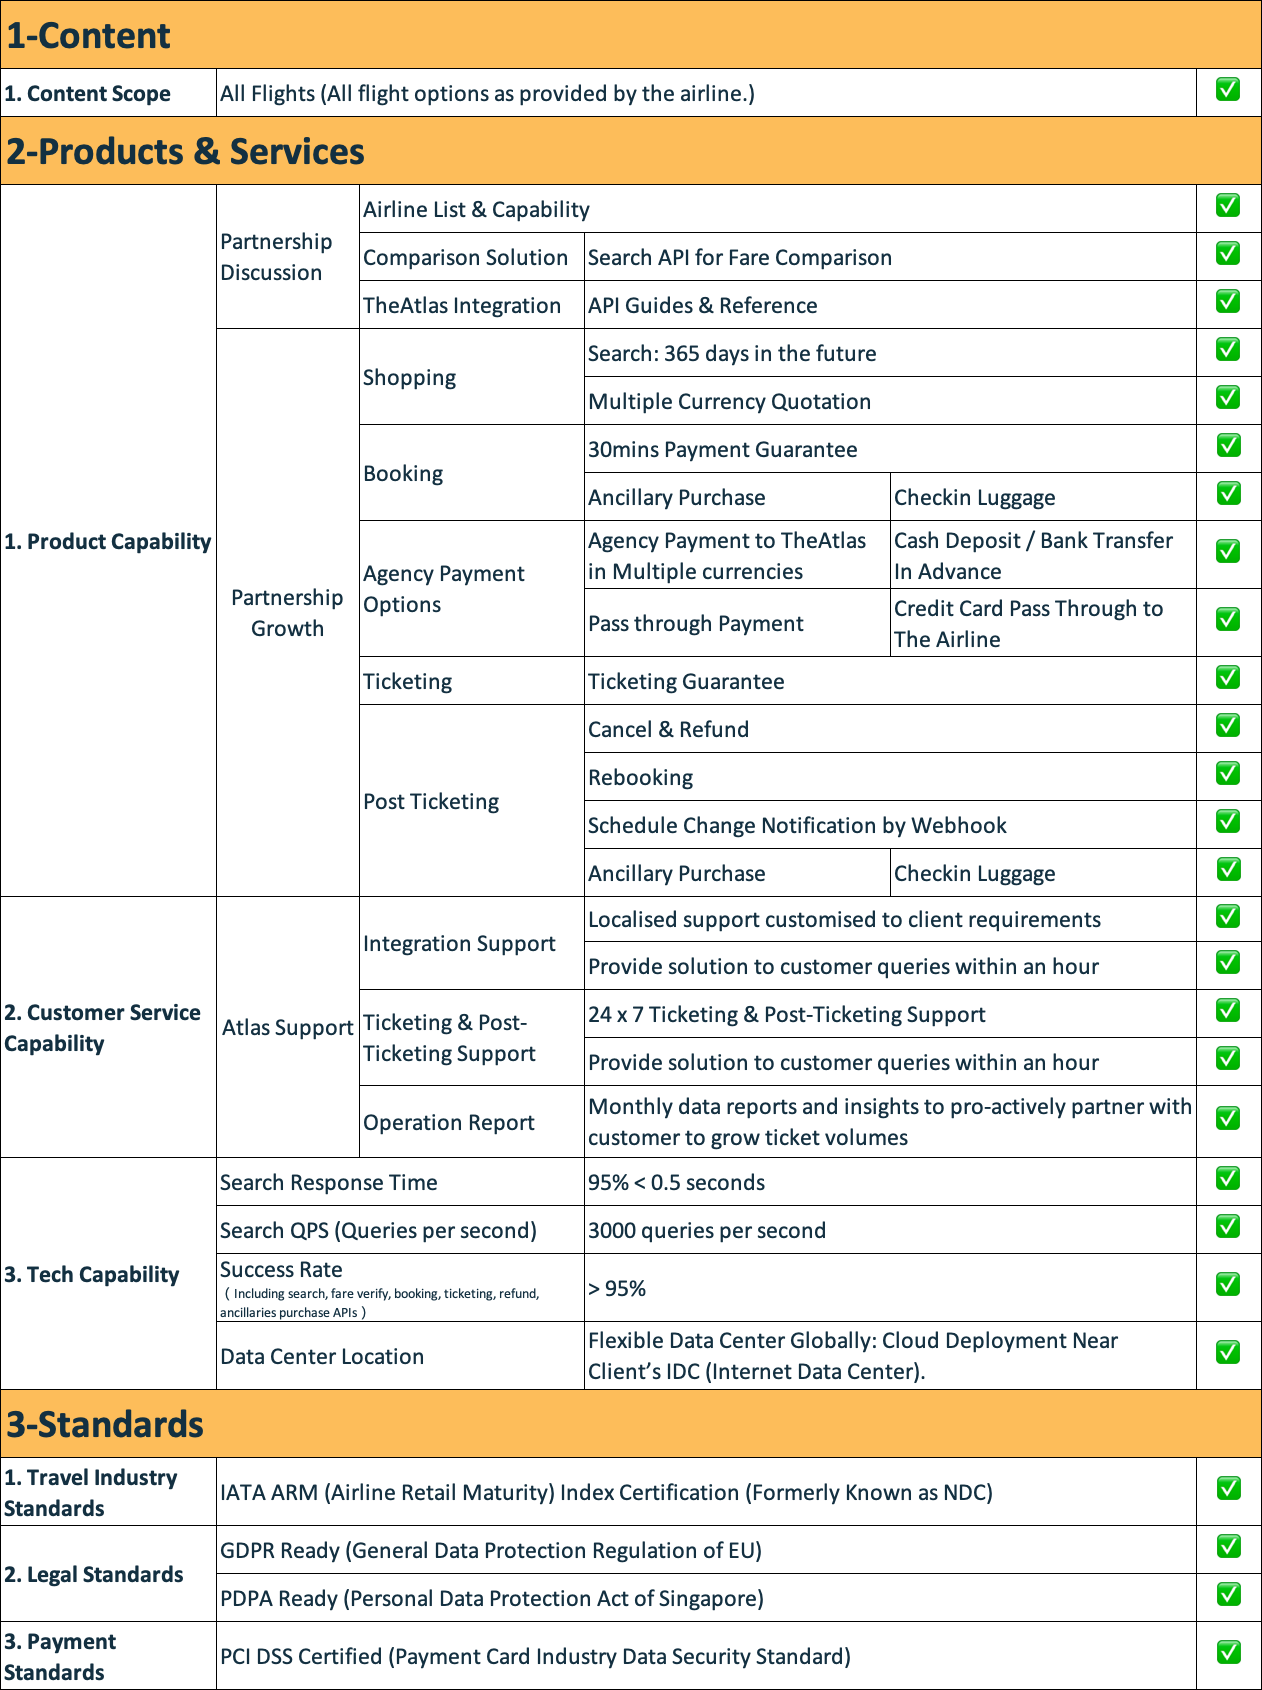 1-Content
1. Content Scope
All Flights (All flight options as provided by the airline.)
2-Products & Services
1. Product Capability
Partnership
Discussion
Airline List & Capability
Comparison Solution
Search API for Fare Comparison
TheAtlas Integration
API Guides & Reference
Partnership
Growth
Shopping
Search: 365 days in the future
Multiple Currency Quotation
Booking
30mins Payment Guarantee
Ancillary Purchase
Checkin Luggage
Agency Payment
Options
Agency Payment to TheAtlas
in Multiple currencies
Cash Deposit / Bank Transfer
In Advance
Pass through Payment
Credit Card Pass Through to
The Airline
Ticketing
Ticketing Guarantee
Post Ticketing
Cancel & Refund
Rebooking
Schedule Change Notification by Webhook
Ancillary Purchase
Checkin Luggage
2. Customer Service
Capability
Atlas Support
Integration Support
Localised support customised to client requirements
Provide solution to customer queries within an hour
Ticketing & Post-
Ticketing Support
24 x 7 Ticketing & Post-Ticketing Support
Provide solution to customer queries within an hour
Operation Report
Monthly data reports and insights to pro-actively partner with
customer to grow ticket volumes
3. Tech Capability
Search Response Time
95% < 0.5 seconds
Search QPS (Queries per second)
3000 queries per second
Success Rate
（Including search, fare verify, booking, ticketing, refund,
ancillaries purchase APIs）
> 95%
Data Center Location
Flexible Data Center Globally: Cloud Deployment Near
Client’s IDC (Internet Data Center).
3-Standards
1. Travel Industry
Standards
IATA ARM (Airline Retail Maturity) Index Certification (Formerly Known as NDC)
2. Legal Standards
GDPR Ready (General Data Protection Regulation of EU)
PDPA Ready (Personal Data Protection Act of Singapore)
3. Payment
Standards
PCI DSS Certified (Payment Card Industry Data Security Standard)